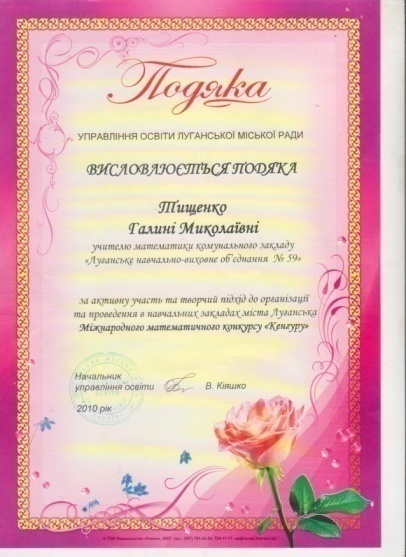 Подяка
УПРАВЛІННЯ ОСВІТИ ЛУГАНСЬКОЇ МІСЬКОЇ РАДИ
ВИСЛОВЛЮЄТЬСЯ ПОДЯКА
Тищенко
Галині Миколаївні
учителю математики комунального закладу
«Луганське навчально-виховне об'єднання № 59»
за активну участь та творчий підхід до організації
та проведення в навчальних закладах міста Луганська
Міжнародного математичного конкурсу «Кенгуру»
Начальник
управління освіти В. Кіяшко
2010 рік